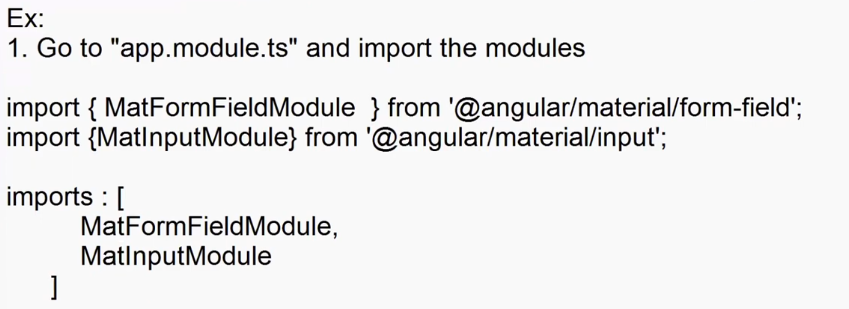 Ex:
1. Go to "app.module.ts" and import the modules
import { MatFormFieldModule  } from '@angular/material/form-field';
import {MatInputModule} from '@angular/material/input';
imports : [
MatFormFieldModule,
MatInputModule
]